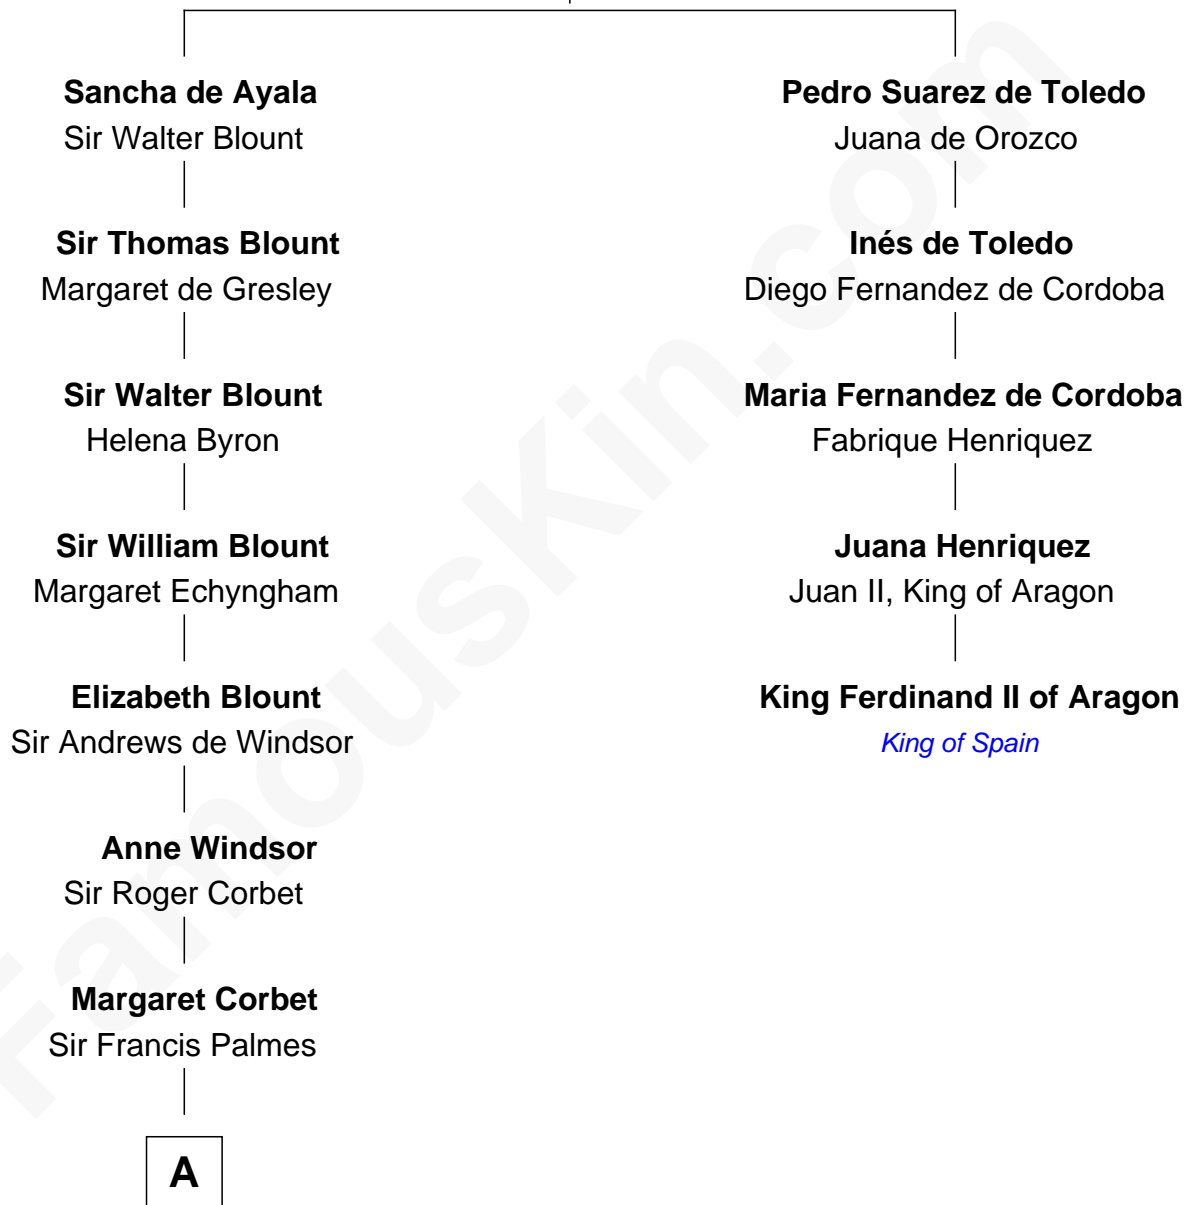 Sancha de Ayala
Sir Walter Blount
Sir Thomas Blount
Margaret de Gresley
Sir Walter Blount
Helena Byron
Sir William Blount
Margaret Echyngham
Elizabeth Blount
Sir Andrews de Windsor
Anne Windsor
Sir Roger Corbet
Margaret Corbet
Sir Francis Palmes
A
Pedro Suarez de Toledo
Juana de Orozco
Inés de Toledo
Diego Fernandez de Cordoba
Maria Fernandez de Cordoba
Fabrique Henriquez
Juana Henriquez
Juan II, King of Aragon
King Ferdinand II of Aragon
King of Spain
FamousKin.com